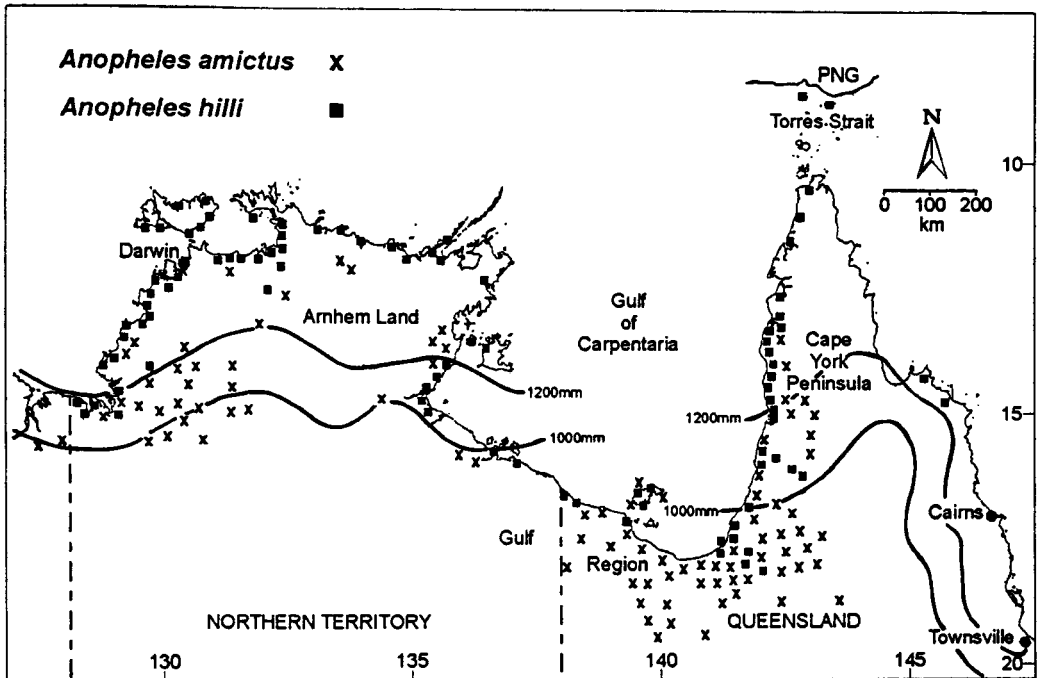 Anopheles amictus x
Anopheles hilli ■
PNG
Torres Strait
N
0 100 200
km
10
Darwin
Arnhem Land
Gulf
of
Carpentaria
Cape
York
Peninsula
1200mm
1200mm
15
1000mm
1000mm
Cairns
Gulf
Region
NORTHERN TERRITORY
QUEENSLAND
Townsville
130
135
140
145
20